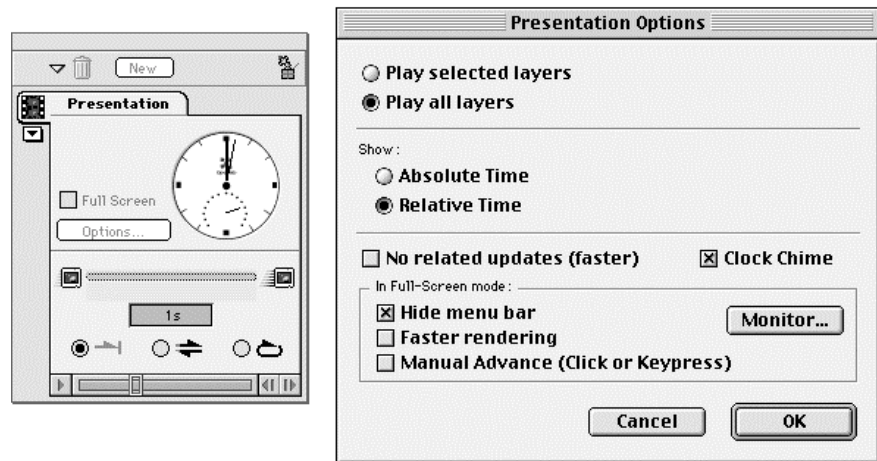 New
Presentation
Full Screen
Options...
1s
Presentation Options
Play selected layers
Play all layers
Show:
Absolute Time
Relative Time
No related updates (faster)
Clock Chime
In Full-Screen mode:
Hide menu bar
Monitor...
Faster rendering
Manual Advance (Click or Keypress)
Cancel
OK